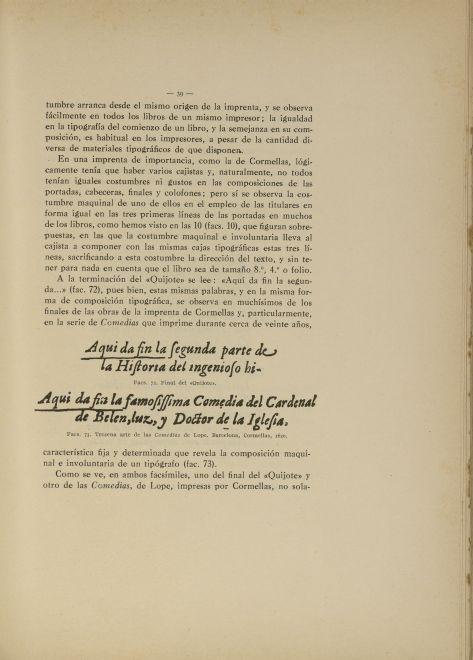 — 39 —
tumbre arranca desde el mismo origen de la imprenta, y se observa
fácilmente en todos los libros de un mismo impresor; la igualdad
en la tipografía del comienzo de un libro, y la semejanza en su com-
posición, es habitual en los impresores, a pesar de la cantidad di-
versa de materiales tipográficos de que disponen.
En una imprenta de importancia, como la de Cormellas, lógi-
camente tenía que haber varios cajistas y, naturalmente, no todos
tenían iguales costumbres ni gustos en las composiciones de las
portadas, cabeceras, finales y colofones; pero sí se observa la cos-
tumbre maquinal de uno de ellos en el empleo de las titulares en
forma igual en las tres primeras líneas de las portadas en muchos
de los libros, como hemos visto en las 10 (facs. 10), que figuran sobre-
puestas, en las que la costumbre maquinal e involuntaria lleva al
cajista a componer con las mismas cajas tipográficas estas tres lí-
neas, sacrificando a esta costumbre la dirección del texto, y sin te-
ner para nada en cuenta que el libro sea de tamaño 8.º, 4.º o folio.
A la terminación del «Quijote» se lee: «Aquí da fin la segun-
da...» (fac. 72), pues bien, estas mismas palabras, y en la misma for-
ma de composición tipográfica, se observa en muchísimos de los
finales de las obras de la imprenta de Cormellas y, particularmente,
en la serie de Comedias que imprime durante cerca de veinte años,
Aqui da fin la ſegunda parte de
la Hiſtoria del ingenioſo hi-
Facs. 72. Final del «Quijote».
Aqui da fin la famoſiſſima Comedia del Cardenal
de Belen, luz, y Doctor de la Igleſia.
Facs. 73. Trezena arte de las Comedias de Lope. Barcelona, Cormellas, 1620.
característica fija y determinada que revela la composición maqui-
nal e involuntaria de un tipógrafo (fac. 73).
Como se ve, en ambos facsímiles, uno del final del «Quijote» y
otro de las Comedias, de Lope, impresas por Cormellas, no sola-